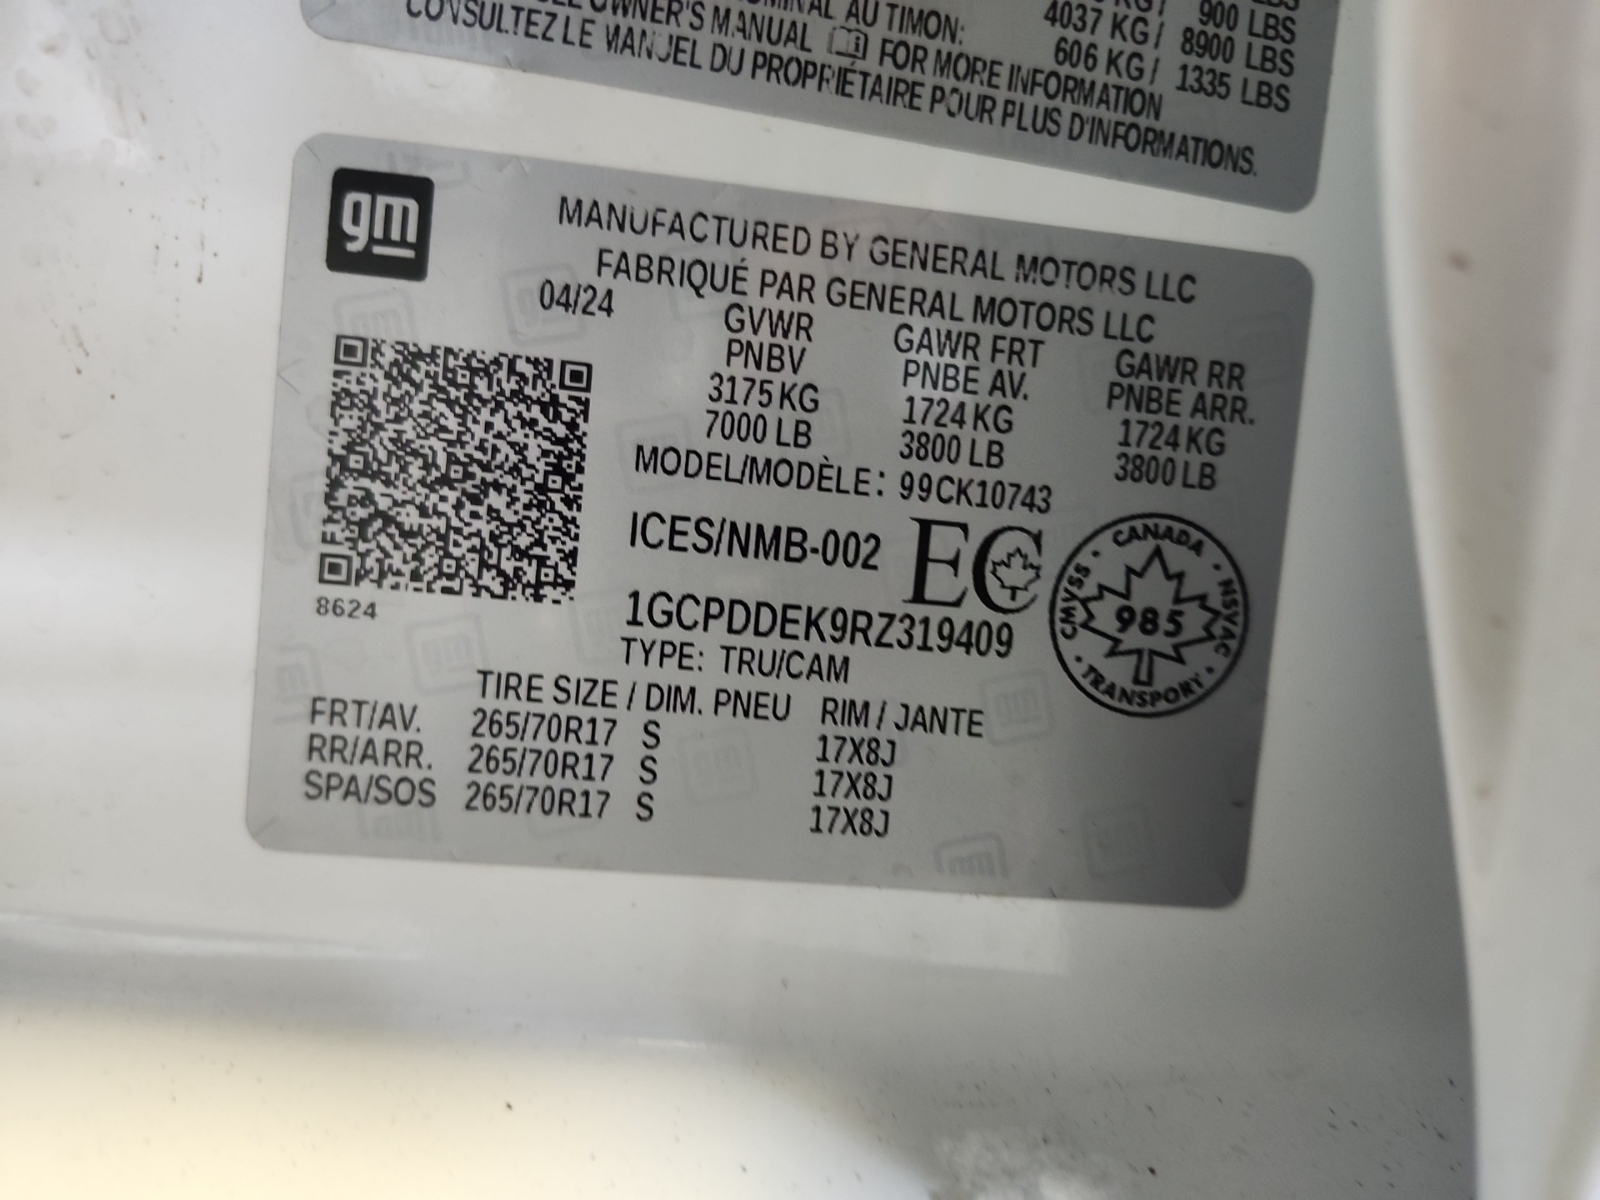 900 LBS
4037 KG / 8900 LBS
AU TIMON: 606 KG / 1335 LBS
OWNER'S MANUAL FOR MORE INFORMATION
CONSULTEZ LE MANUEL DU PROPRIÉTAIRE POUR PLUS D'INFORMATIONS.
gm
MANUFACTURED BY GENERAL MOTORS LLC
FABRIQUÉ PAR GENERAL MOTORS LLC
04/24 GVWR GAWR FRT GAWR RR
PNBV PNBE AV. PNBE ARR.
3175 KG 1724 KG 1724 KG
7000 LB 3800 LB 3800 LB
MODEL/MODÈLE: 99CK10743
ICES/NMB-002 EC
CANADA
CMVSS 985 NSVAC
TRANSPORT
8624
1GCPDDEK9RZ319409
TYPE: TRU/CAM
TIRE SIZE / DIM. PNEU RIM / JANTE
FRT/AV. 265/70R17 S 17X8J
RR/ARR. 265/70R17 S 17X8J
SPA/SOS 265/70R17 S 17X8J